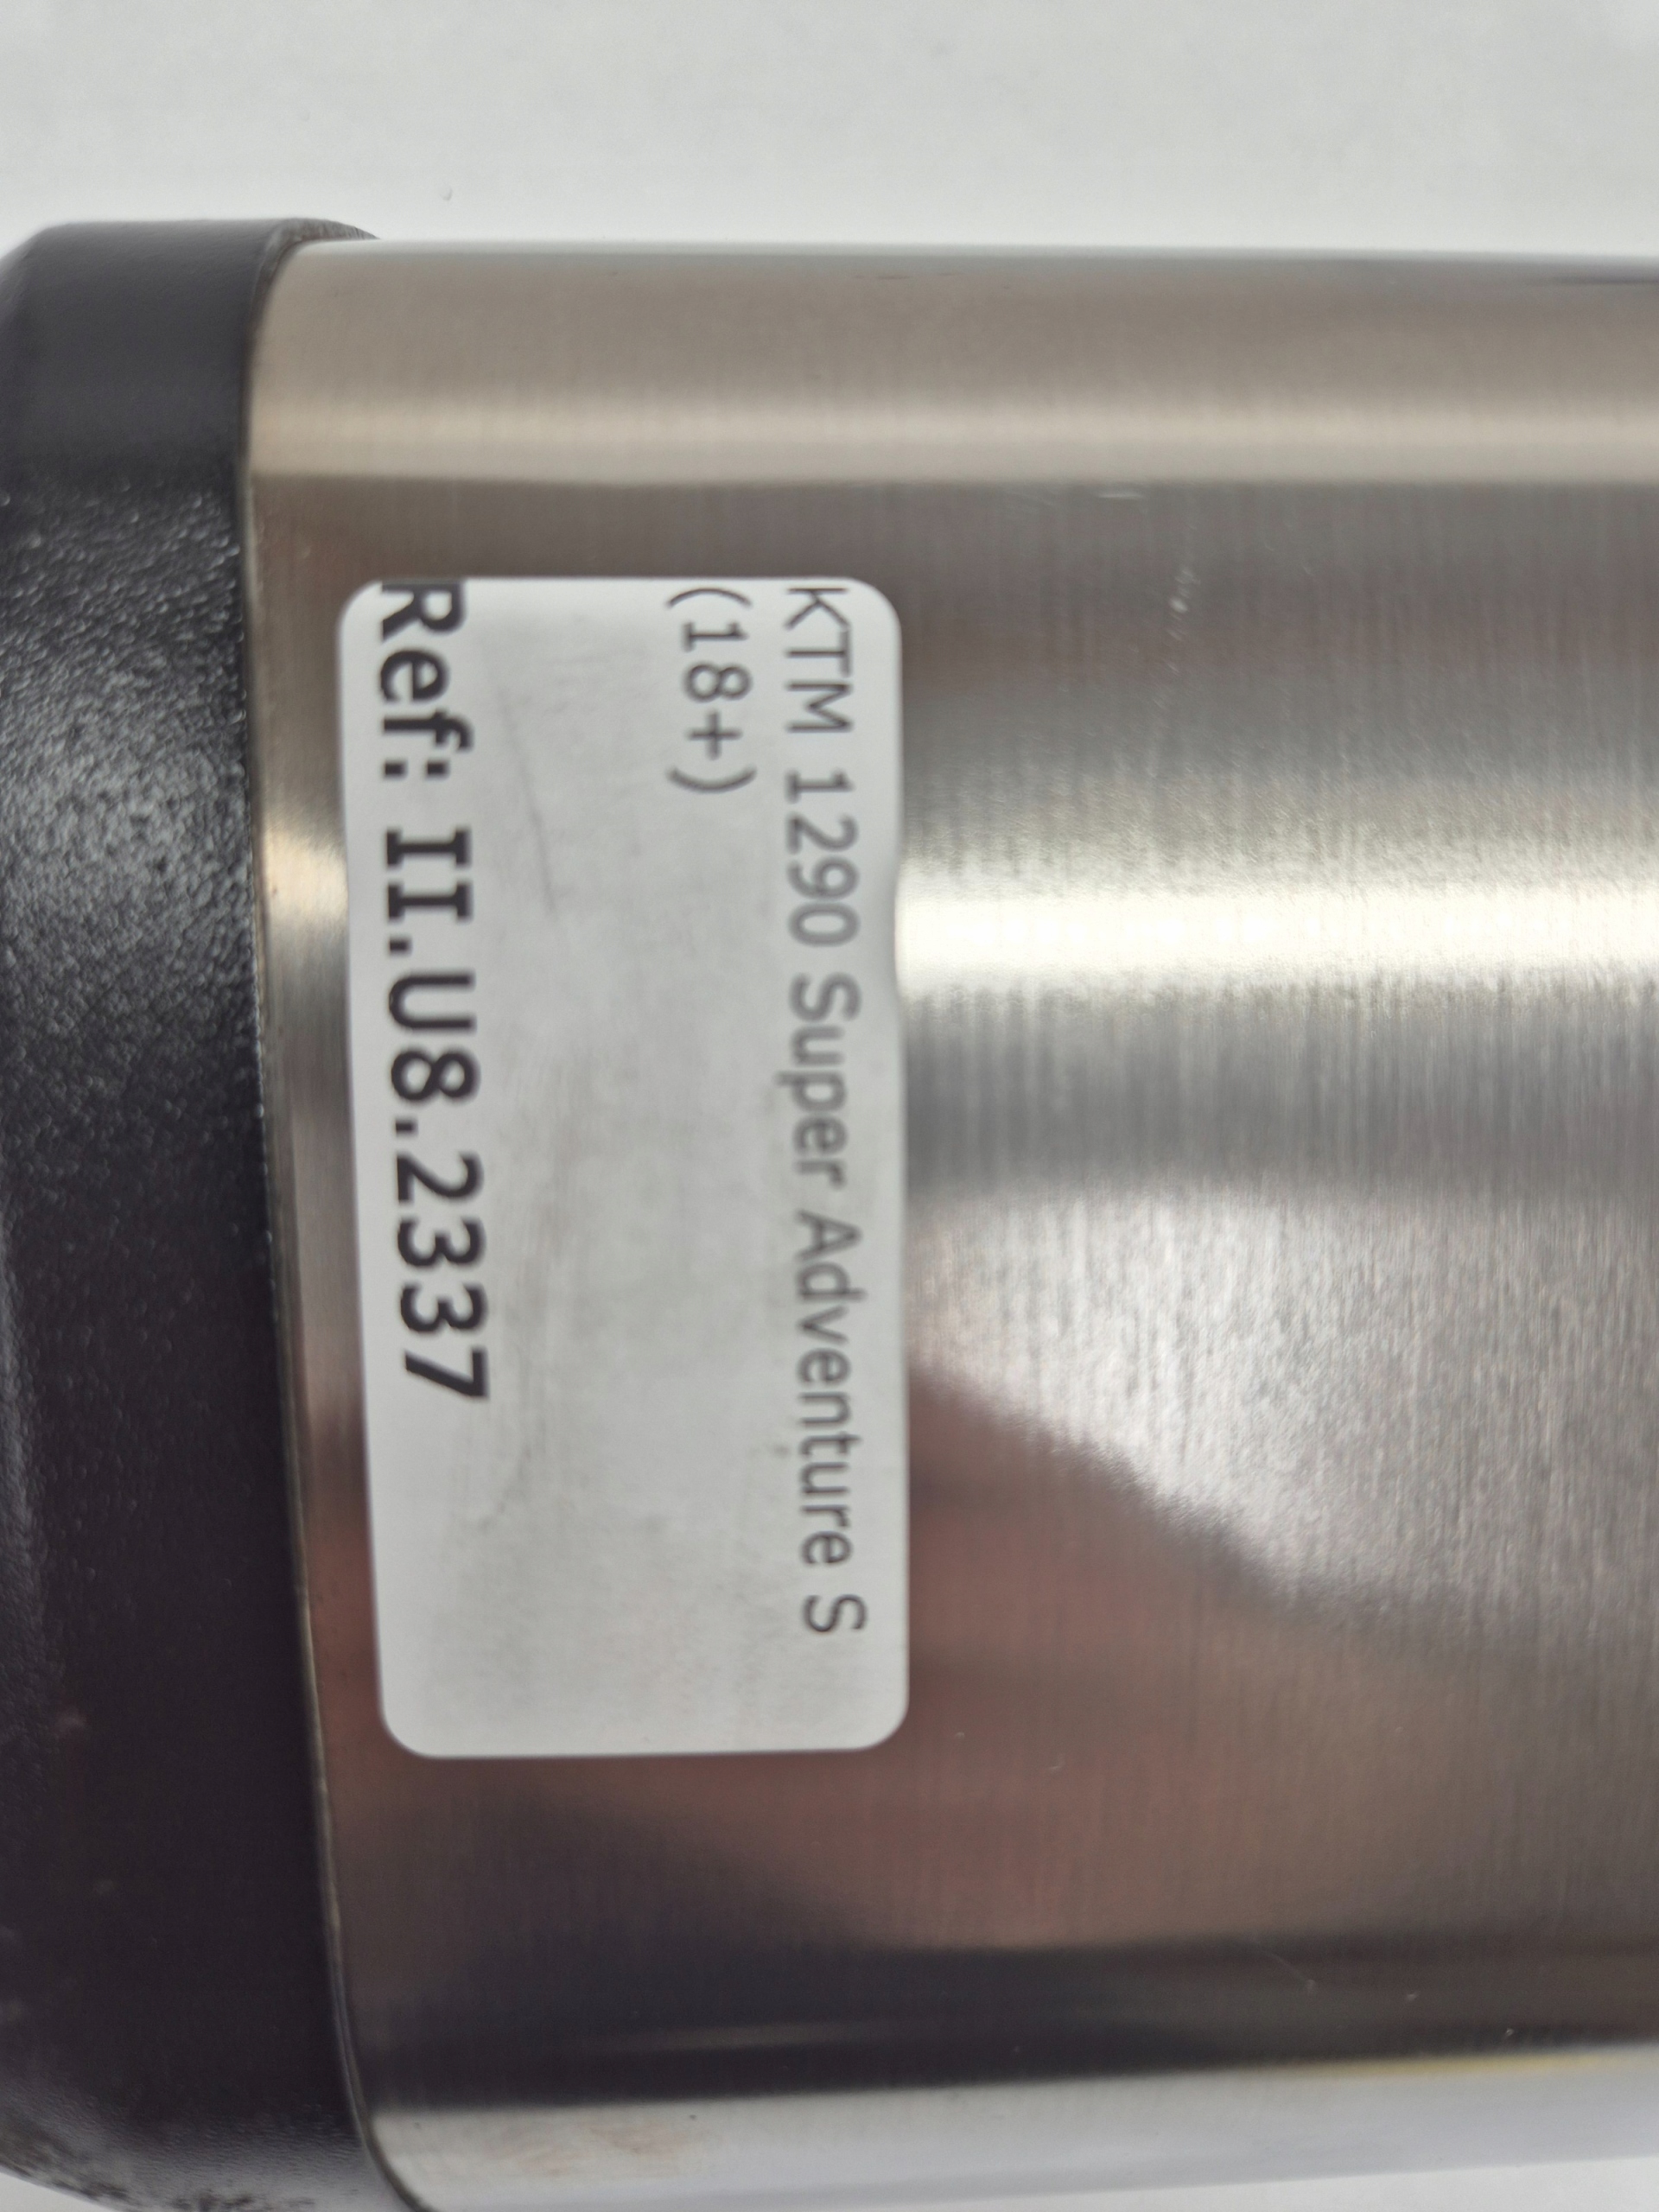 KTM 1290 Super Adventure S
(18+)
Ref: II.U8.2337